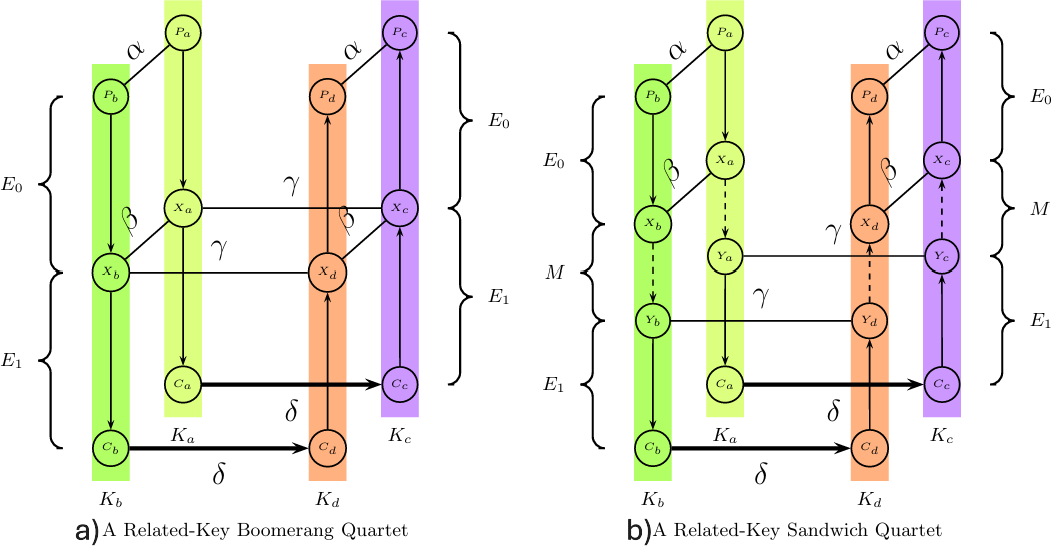 P_a
P_c
P_a
P_c
α
α
α
α
P_b
P_d
P_b
P_d
E_0
E_0
E_0
E_0
X_a
X_c
β
β
γ
X_a
X_c
M
β
β
X_b
X_d
X_b
X_d
γ
γ
Y_a
Y_c
M
E_1
E_1
γ
Y_b
Y_d
E_1
E_1
C_a
C_c
C_a
C_c
δ
δ
K_a
K_c
K_a
K_c
C_b
C_d
C_b
C_d
δ
δ
K_b
K_d
K_b
K_d
a) A Related-Key Boomerang Quartet
b) A Related-Key Sandwich Quartet